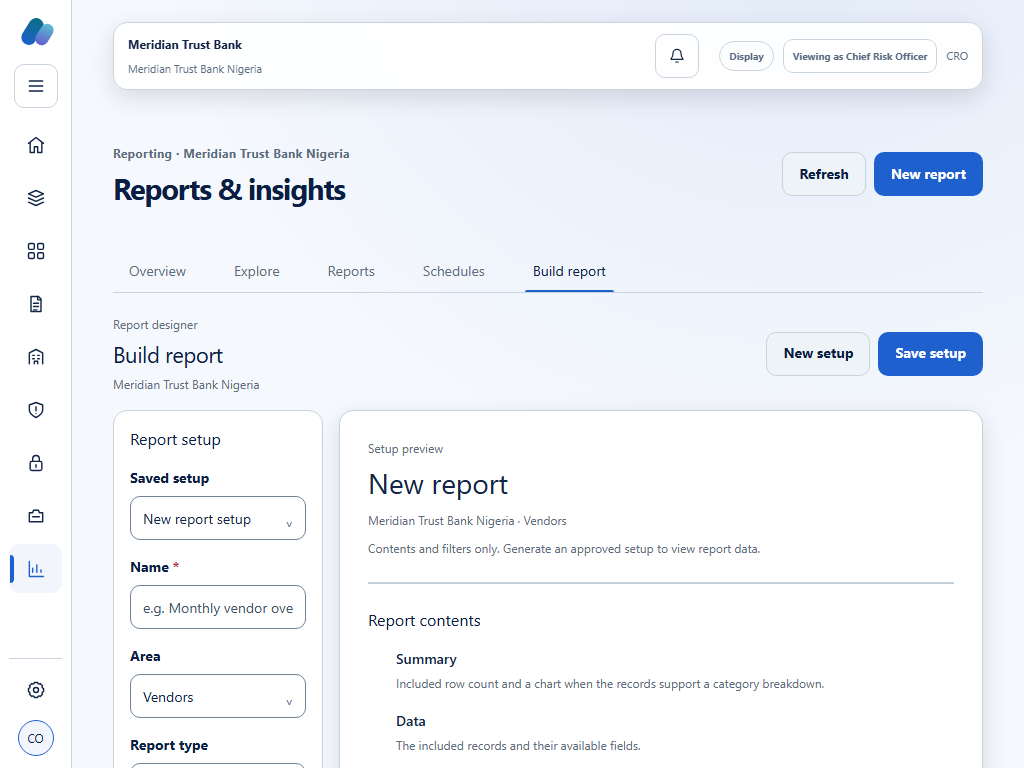 Meridian Trust Bank
Meridian Trust Bank Nigeria
Display
Viewing as Chief Risk Officer
CRO
Reporting · Meridian Trust Bank Nigeria
Reports & insights
Refresh
New report
Overview
Explore
Reports
Schedules
Build report
Report designer
Build report
Meridian Trust Bank Nigeria
New setup
Save setup
Report setup
Saved setup
New report setup
Name *
e.g. Monthly vendor ove
Area
Vendors
Report type
Setup preview
New report
Meridian Trust Bank Nigeria · Vendors
Contents and filters only. Generate an approved setup to view report data.
Report contents
Summary
Included row count and a chart when the records support a category breakdown.
Data
The included records and their available fields.
CO